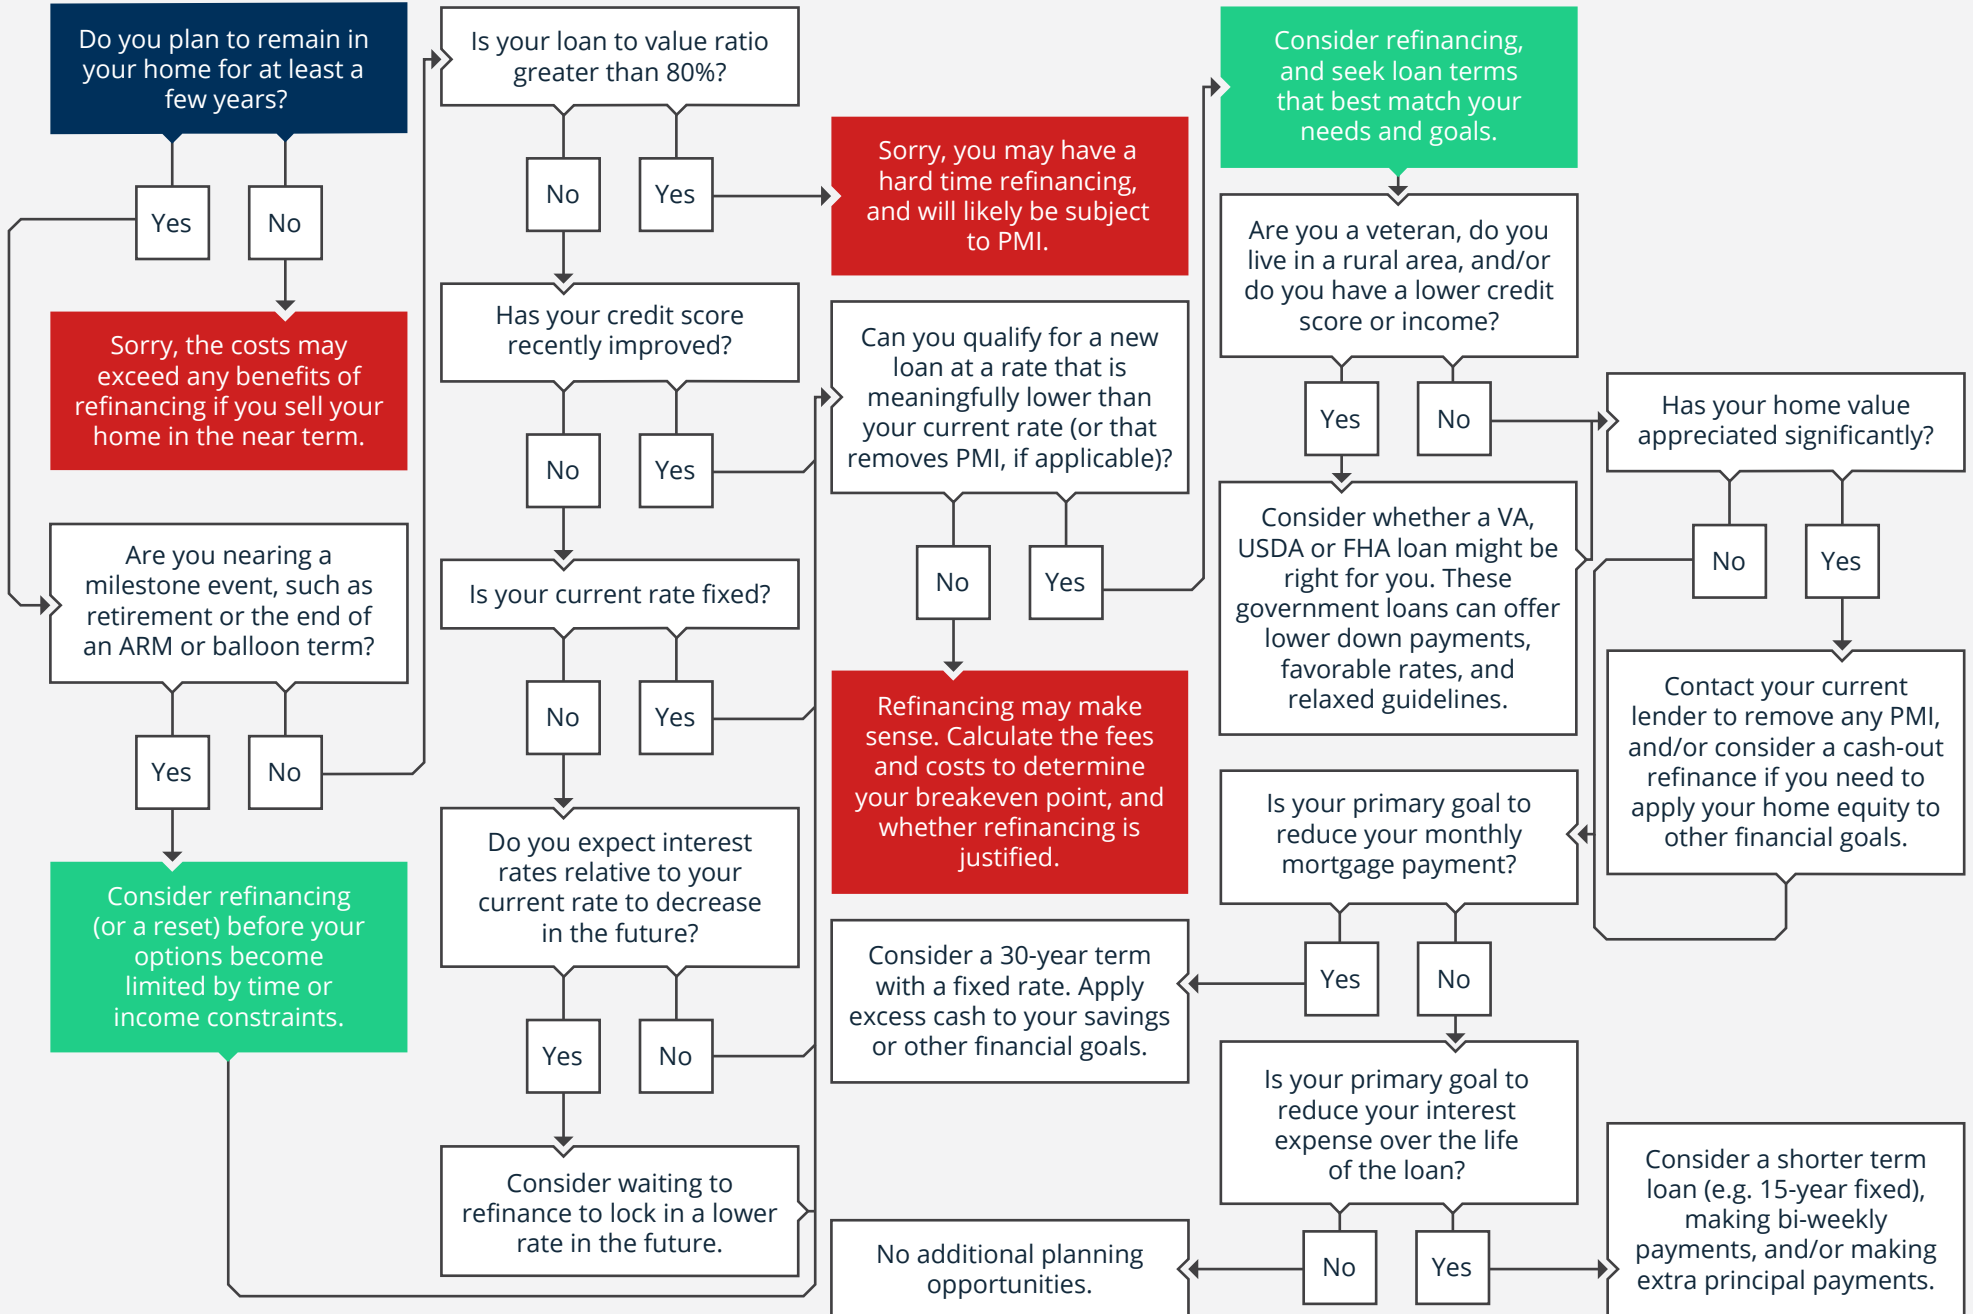 Do you plan to remain in
your home for at least a
few years?
Yes
No
Sorry, the costs may
exceed any benefits of
refinancing if you sell your
home in the near term.
Are you nearing a
milestone event, such as
retirement or the end of
an ARM or balloon term?
Yes
No
Consider refinancing
(or a reset) before your
options become
limited by time or
income constraints.
Is your loan to value ratio
greater than 80%?
No
Yes
Has your credit score
recently improved?
No
Yes
Is your current rate fixed?
No
Yes
Do you expect interest
rates relative to your
current rate to decrease
in the future?
Yes
No
Consider waiting to
refinance to lock in a lower
rate in the future.
Sorry, you may have a
hard time refinancing,
and will likely be subject
to PMI.
Can you qualify for a new
loan at a rate that is
meaningfully lower than
your current rate (or that
removes PMI, if applicable)?
No
Yes
Refinancing may make
sense. Calculate the fees
and costs to determine
your breakeven point, and
whether refinancing is
justified.
Consider a 30-year term
with a fixed rate. Apply
excess cash to your savings
or other financial goals.
No additional planning
opportunities.
Consider refinancing,
and seek loan terms
that best match your
needs and goals.
Are you a veteran, do you
live in a rural area, and/or
do you have a lower credit
score or income?
Yes
No
Consider whether a VA,
USDA or FHA loan might be
right for you. These
government loans can offer
lower down payments,
favorable rates, and
relaxed guidelines.
Is your primary goal to
reduce your monthly
mortgage payment?
Yes
No
Is your primary goal to
reduce your interest
expense over the life
of the loan?
No
Yes
Has your home value
appreciated significantly?
No
Yes
Contact your current
lender to remove any PMI,
and/or consider a cash-out
refinance if you need to
apply your home equity to
other financial goals.
Consider a shorter term
loan (e.g. 15-year fixed),
making bi-weekly
payments, and/or making
extra principal payments.